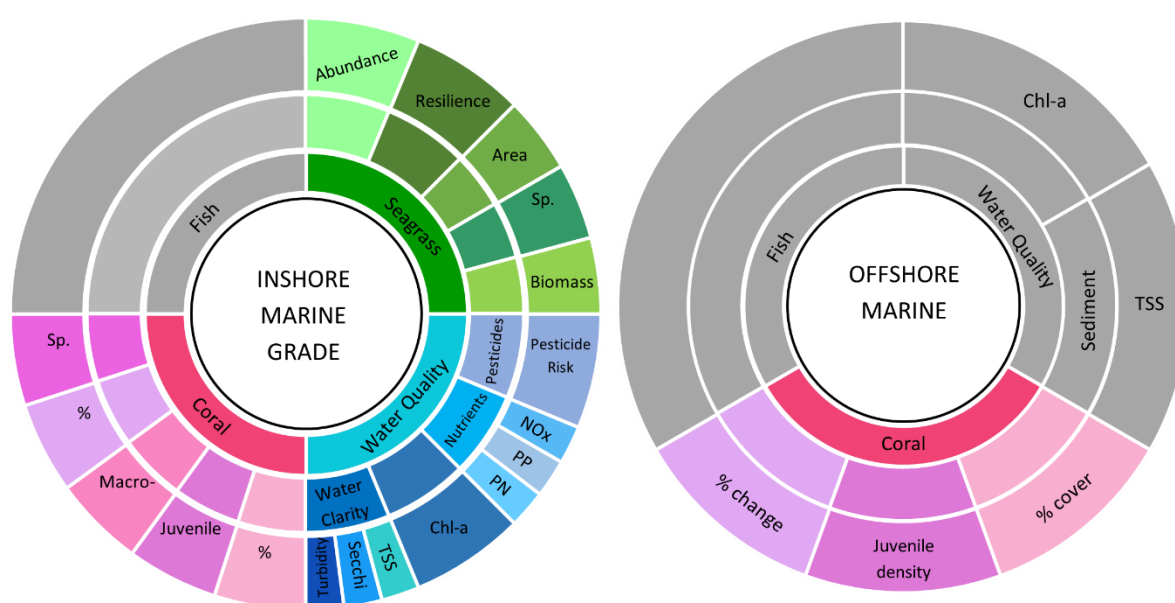 INSHORE
MARINE
GRADE
Fish
Seagrass
Abundance
Resilience
Area
Sp.
Biomass
Water Quality
Pesticides
Pesticide
Risk
Nutrients
NOx
PP
PN
Chl-a
Water
Clarity
TSS
Secchi
Turbidity
Coral
%
Juvenile
Macro-
%
Sp.
OFFSHORE
MARINE
Fish
Water Quality
Chl-a
Sediment
TSS
Coral
% cover
Juvenile
density
% change